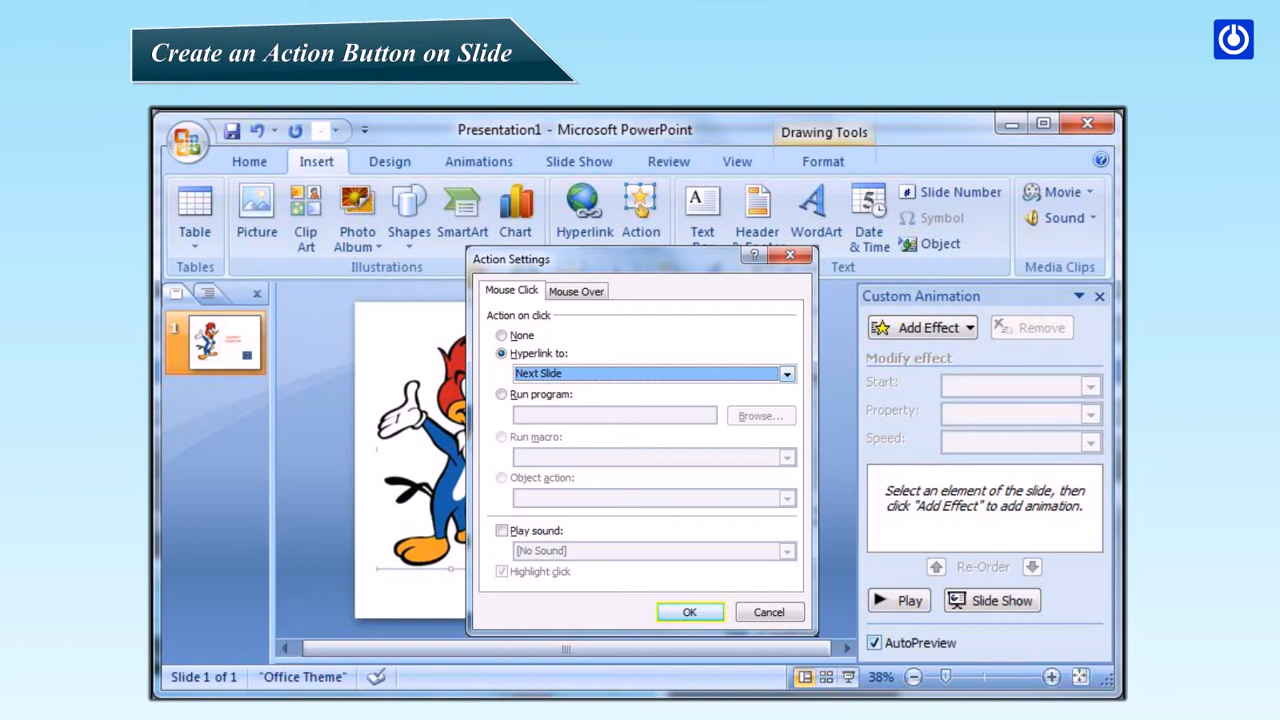 Create an Action Button on Slide
Presentation1 - Microsoft PowerPoint
Drawing Tools
Home Insert Design Animations Slide Show Review View Format
Table
Picture
Clip
Art
Photo
Album
Shapes
SmartArt
Chart
Hyperlink
Action
Text
Header
WordArt
Date
& Time
# Slide Number
Ω Symbol
Object
Movie
Sound
Tables
Illustrations
Text
Media Clips
Action Settings
Mouse Click
Mouse Over
Action on click
None
Hyperlink to:
Next Slide
Run program:
Browse...
Run macro:
Object action:
Play sound:
[No Sound]
Highlight click
OK
Cancel
1
Custom Animation
Add Effect
Remove
Modify effect
Start:
Property:
Speed:
Select an element of the slide, then
click "Add Effect" to add animation.
Re-Order
Play
Slide Show
AutoPreview
Slide 1 of 1
"Office Theme"
38%